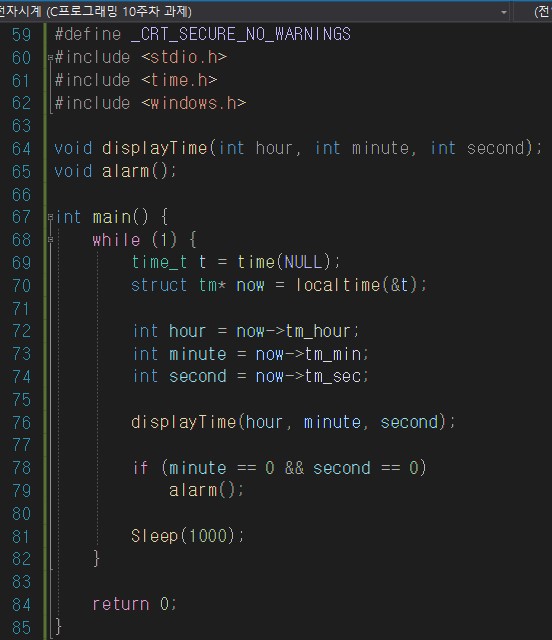 전자시계 (C프로그래밍 10주차 과제)
59 #define _CRT_SECURE_NO_WARNINGS
60 #include <stdio.h>
61 #include <time.h>
62 #include <windows.h>
63
64 void displayTime(int hour, int minute, int second);
65 void alarm();
66
67 int main() {
68 while (1) {
69 time_t t = time(NULL);
70 struct tm* now = localtime(&t);
71
72 int hour = now->tm_hour;
73 int minute = now->tm_min;
74 int second = now->tm_sec;
75
76 displayTime(hour, minute, second);
77
78 if (minute == 0 && second == 0)
79 alarm();
80
81 Sleep(1000);
82 }
83
84 return 0;
85 }